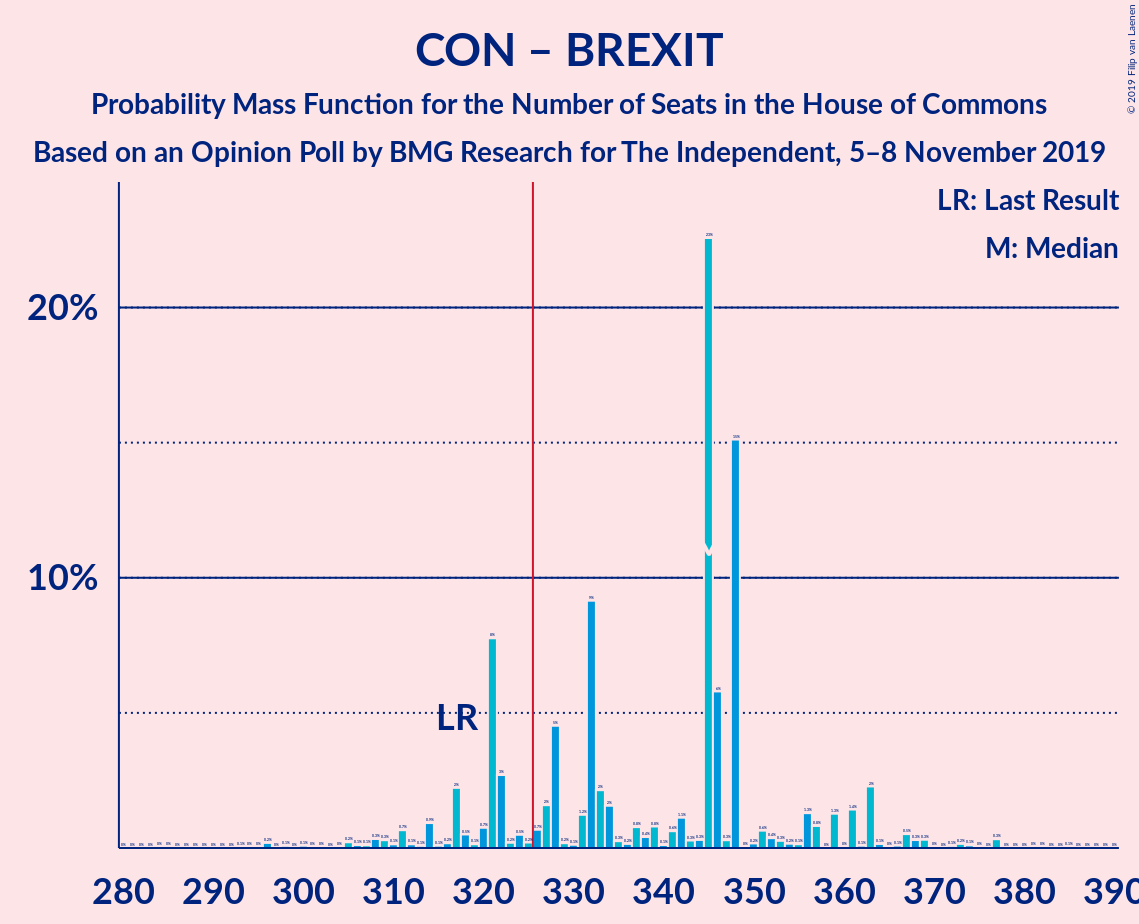 CON – BREXIT
Probability Mass Function for the Number of Seats in the House of Commons
Based on an Opinion Poll by BMG Research for The Independent, 5–8 November 2019
© 2019 Filip van Laenen
LR: Last Result
M: Median
20%
10%
LR
280 290 300 310 320 330 340 350 360 370 380 390